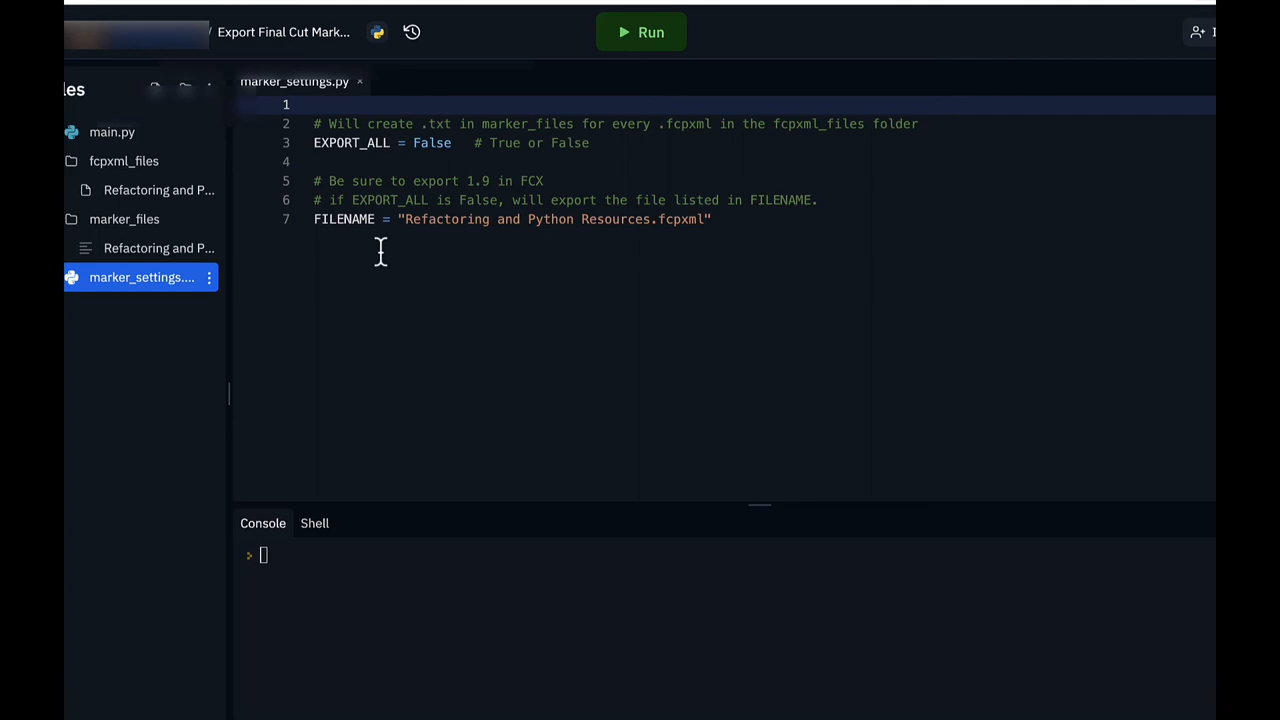 / Export Final Cut Mark...
Run
les
marker_settings.py ×
main.py
fcpxml_files
Refactoring and P...
marker_files
Refactoring and P...
marker_settings....
1
2 # Will create .txt in marker_files for every .fcpxml in the fcpxml_files folder
3 EXPORT_ALL = False # True or False
4
5 # Be sure to export 1.9 in FCX
6 # if EXPORT_ALL is False, will export the file listed in FILENAME.
7 FILENAME = "Refactoring and Python Resources.fcpxml"
Console Shell